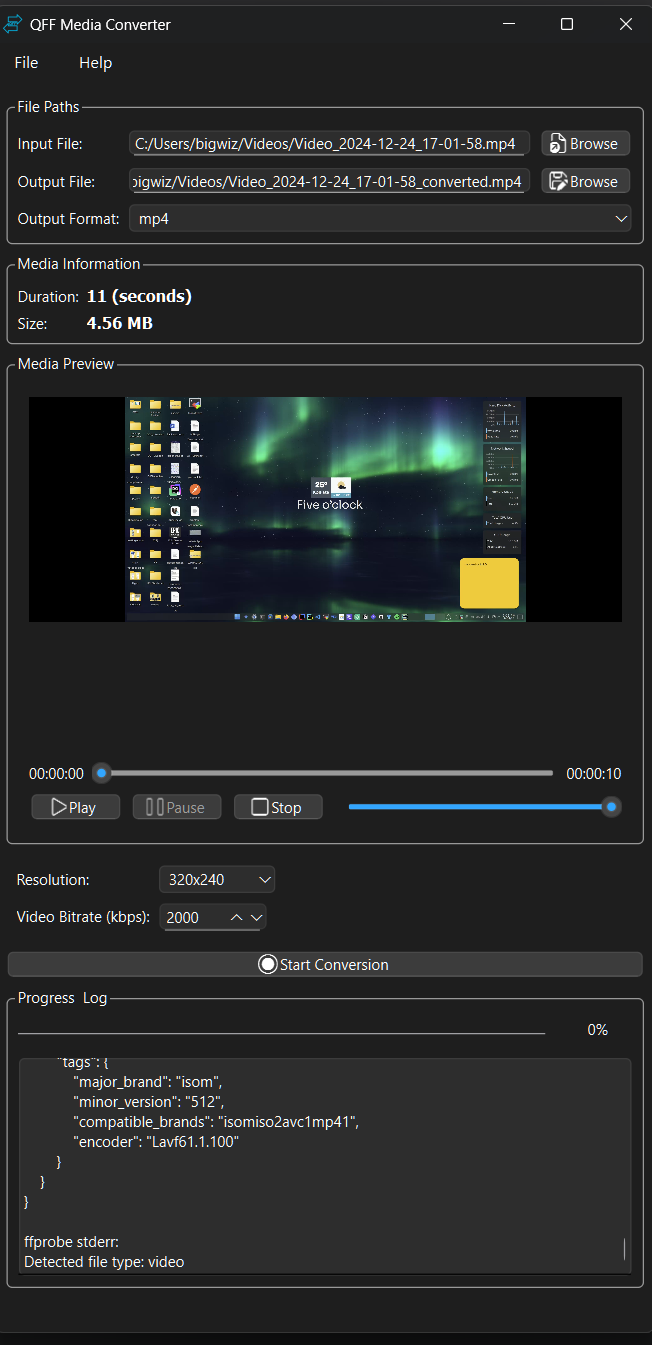 QFF Media Converter
File Help
File Paths
Input File: C:/Users/bigwiz/Videos/Video_2024-12-24_17-01-58.mp4 Browse
Output File: bigwiz/Videos/Video_2024-12-24_17-01-58_converted.mp4 Browse
Output Format: mp4
Media Information
Duration: 11 (seconds)
Size: 4.56 MB
Media Preview
25°
Five o'clock
00:00:00 00:00:10
Play Pause Stop
Resolution: 320x240
Video Bitrate (kbps): 2000
Start Conversion
Progress Log
0%
"tags": {
"major_brand": "isom",
"minor_version": "512",
"compatible_brands": "isomiso2avc1mp41",
"encoder": "Lavf61.1.100"
}
}
}
ffprobe stderr:
Detected file type: video